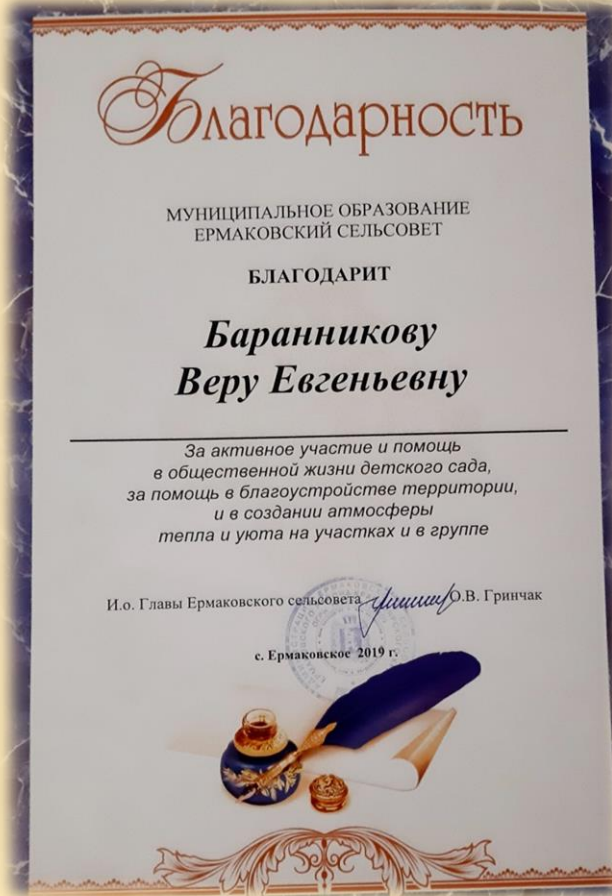 Благодарность
МУНИЦИПАЛЬНОЕ ОБРАЗОВАНИЕ
ЕРМАКОВСКИЙ СЕЛЬСОВЕТ
БЛАГОДАРИТ
Баранникову
Веру Евгеньевну
За активное участие и помощь
в общественной жизни детского сада,
за помощь в благоустройстве территории,
и в создании атмосферы
тепла и уюта на участках и в группе
И.о. Главы Ермаковского сельсовета О.В. Гринчак
с. Ермаковское 2019 г.